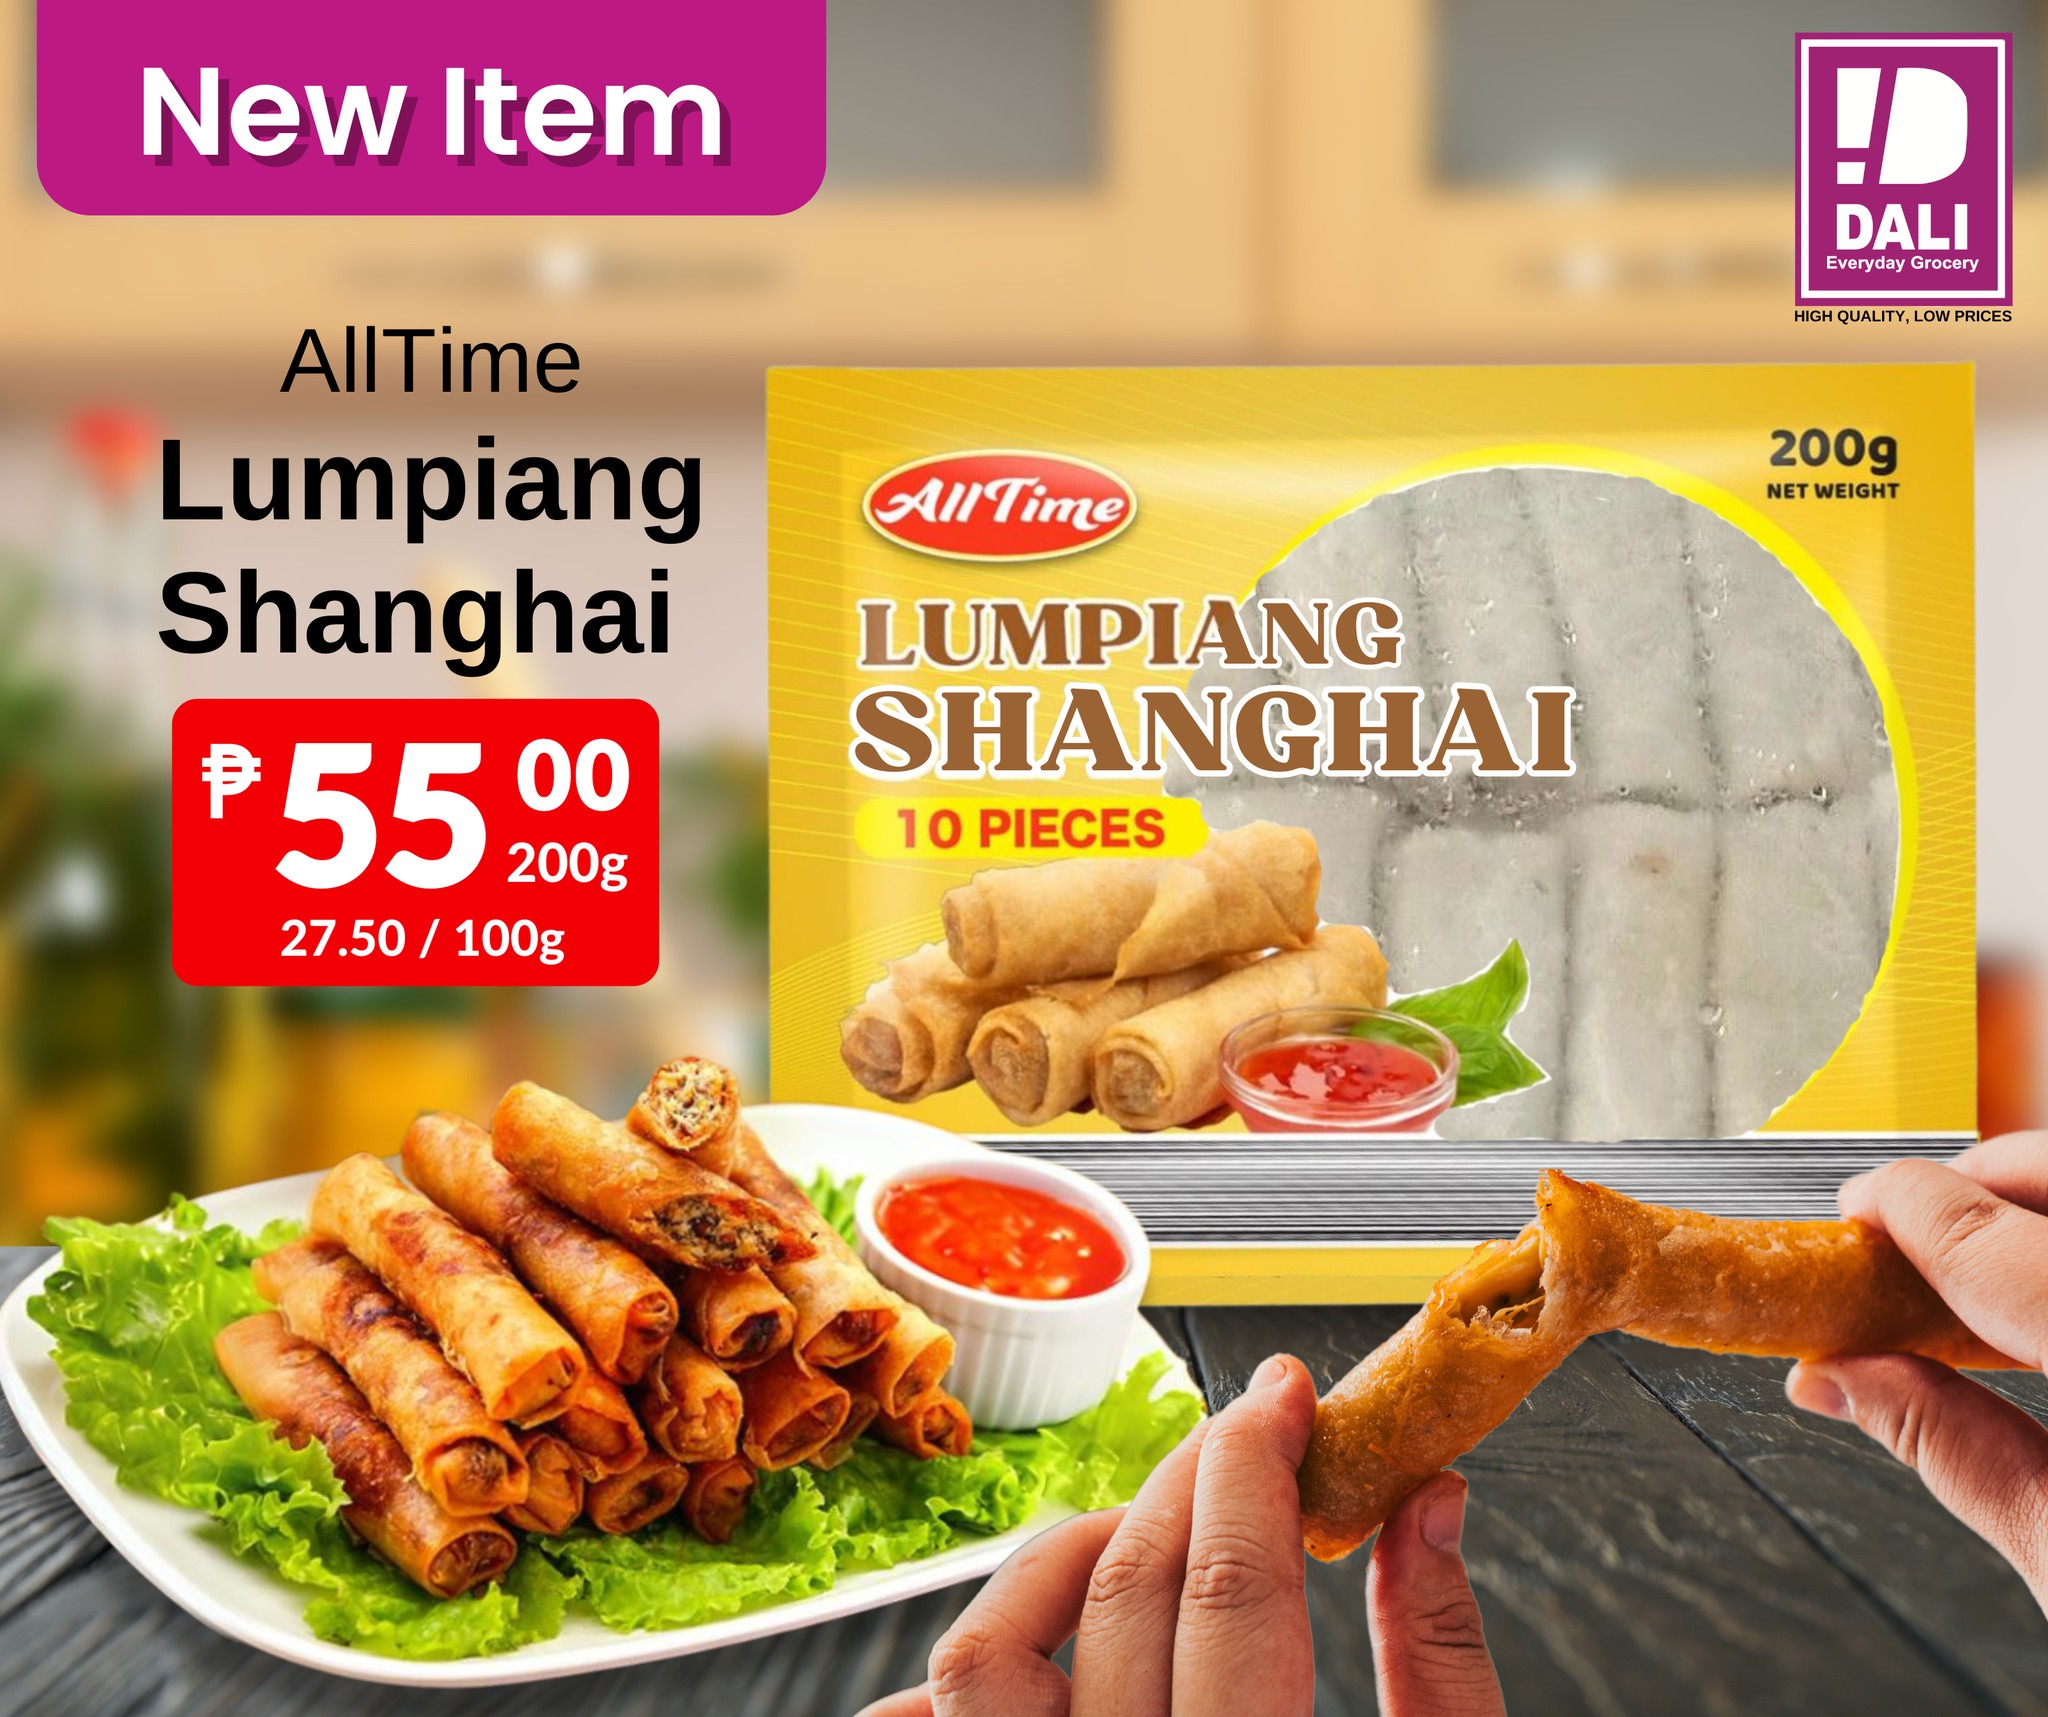 New Item
!D
DALI
Everyday Grocery
HIGH QUALITY, LOW PRICES
AllTime
Lumpiang
Shanghai
₱55 00
200g
27.50 / 100g
AllTime
200g
NET WEIGHT
LUMPIANG
SHANGHAI
10 PIECES